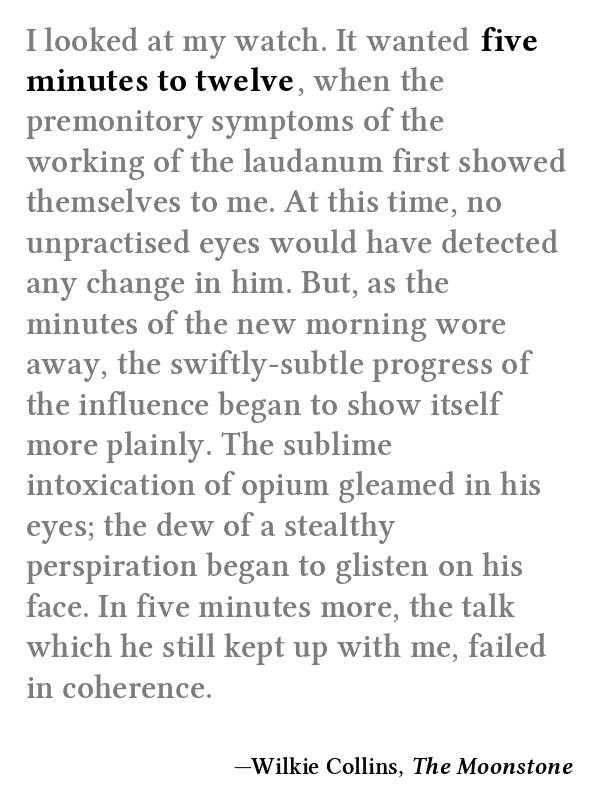 I looked at my watch. It wanted five
minutes to twelve, when the
premonitory symptoms of the
working of the laudanum first showed
themselves to me. At this time, no
unpractised eyes would have detected
any change in him. But, as the
minutes of the new morning wore
away, the swiftly-subtle progress of
the influence began to show itself
more plainly. The sublime
intoxication of opium gleamed in his
eyes; the dew of a stealthy
perspiration began to glisten on his
face. In five minutes more, the talk
which he still kept up with me, failed
in coherence.
—Wilkie Collins, The Moonstone